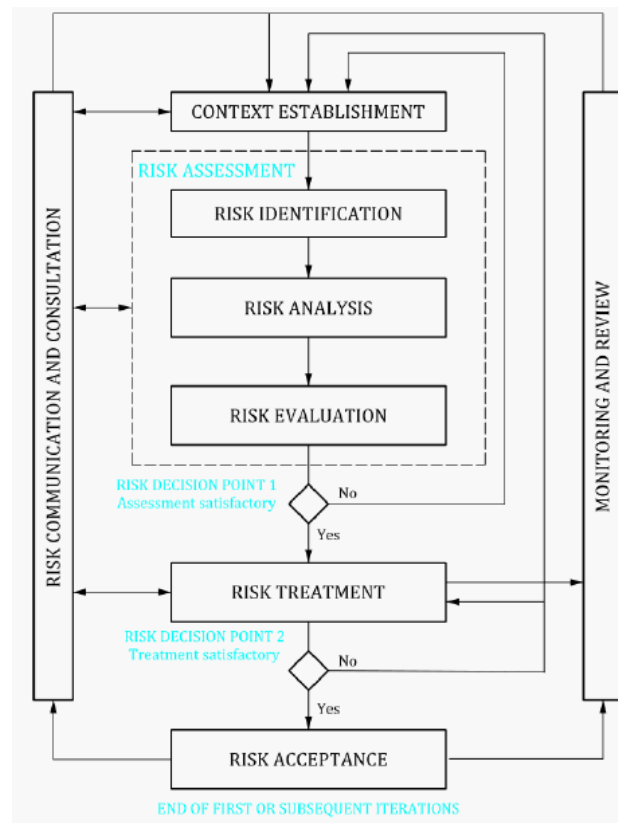 CONTEXT ESTABLISHMENT
RISK ASSESSMENT
RISK IDENTIFICATION
RISK ANALYSIS
RISK EVALUATION
RISK DECISION POINT 1
Assessment satisfactory
No
Yes
RISK TREATMENT
RISK DECISION POINT 2
Treatment satisfactory
No
Yes
RISK ACCEPTANCE
END OF FIRST OR SUBSEQUENT ITERATIONS
RISK COMMUNICATION AND CONSULTATION
MONITORING AND REVIEW